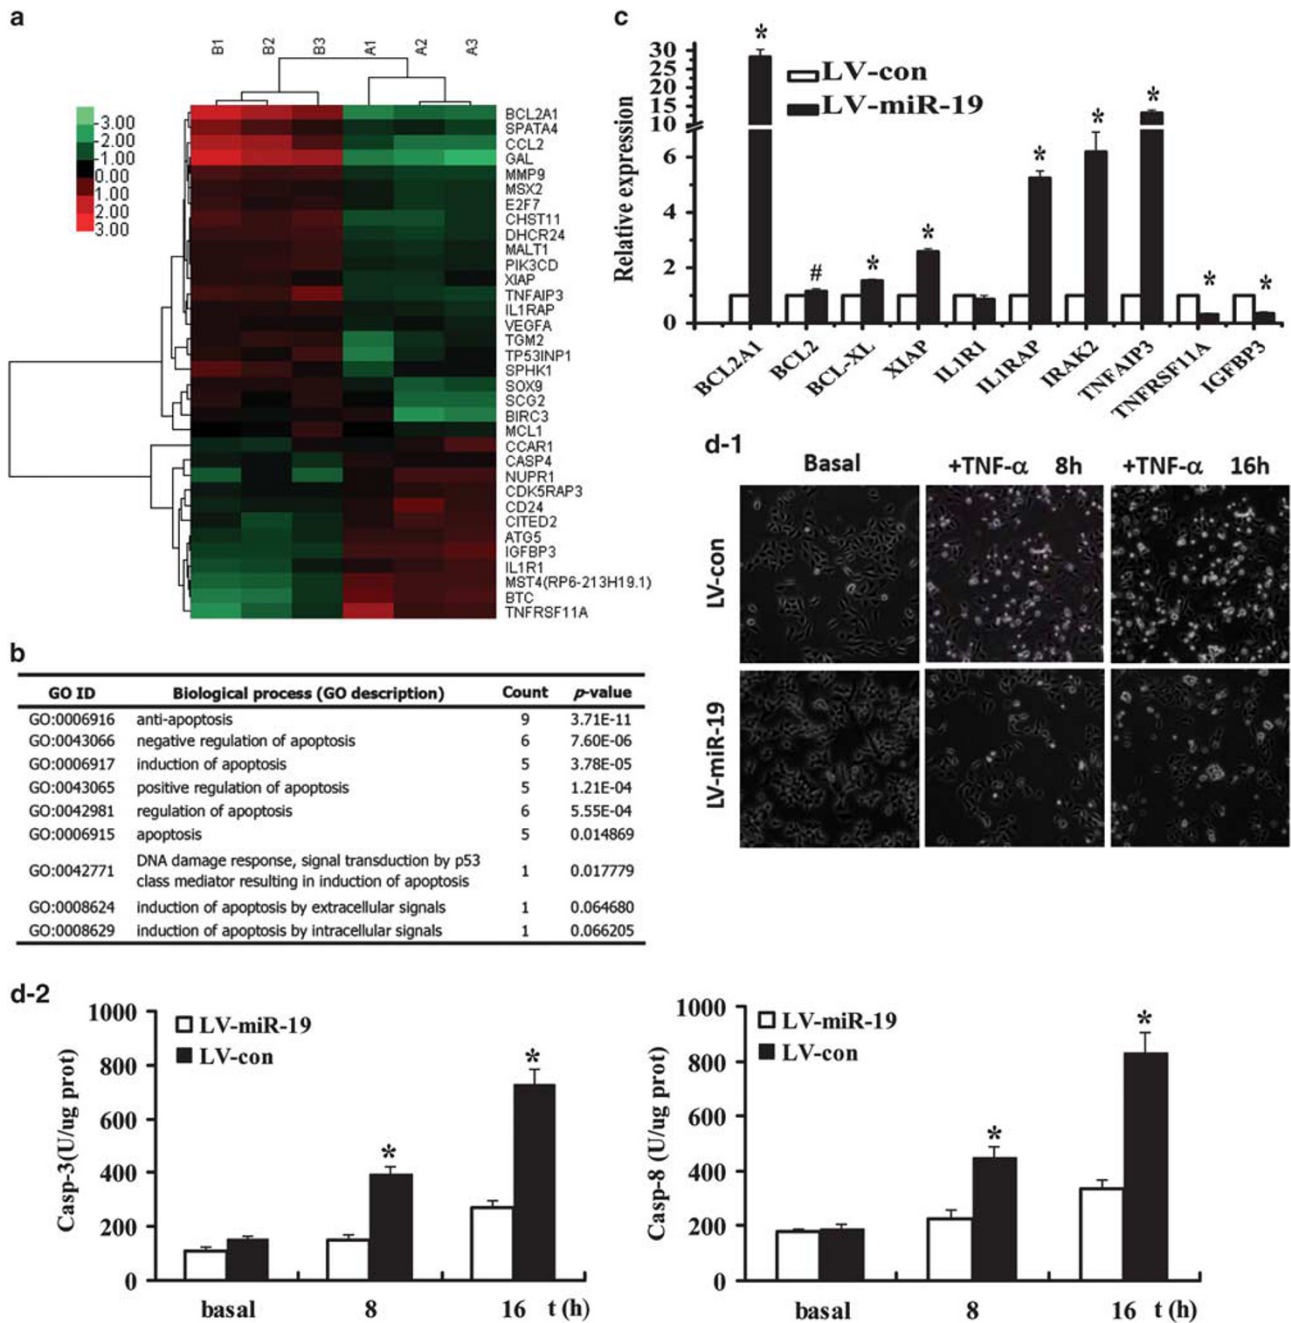 a
B1 B2 B3 A1 A2 A3
-3.00
-2.00
-1.00
0.00
1.00
2.00
3.00
BCL2A1
SPATA4
CCL2
GAL
MMP9
MSX2
E2F7
CHST11
DHCR24
MALT1
PIK3CD
XIAP
TNFAIP3
IL1RAP
VEGFA
TGM2
TP53INP1
SPHK1
SOX9
SCG2
BIRC3
MCL1
CCAR1
CASP4
NUPR1
CDK5RAP3
CD24
CITED2
ATG5
IGFBP3
IL1R1
MST4(RP6-213H19.1)
BTC
TNFRSF11A
b
GO ID Biological process (GO description) Count p-value
GO:0006916 anti-apoptosis 9 3.71E-11
GO:0043066 negative regulation of apoptosis 6 7.60E-06
GO:0006917 induction of apoptosis 5 3.78E-05
GO:0043065 positive regulation of apoptosis 5 1.21E-04
GO:0042981 regulation of apoptosis 6 5.55E-04
GO:0006915 apoptosis 5 0.014869
GO:0042771 DNA damage response, signal transduction by p53 1 0.017779
class mediator resulting in induction of apoptosis
GO:0008624 induction of apoptosis by extracellular signals 1 0.064680
GO:0008629 induction of apoptosis by intracellular signals 1 0.066205
c
Relative expression
30
25
20
15
10
6
4
2
0
LV-con
LV-miR-19
* # * * * * * * *
BCL2A1 BCL2 BCL-XL XIAP IL1R1 IL1RAP IRAK2 TNFAIP3 TNFRSF11A IGFBP3
d-1
Basal +TNF-α 8h +TNF-α 16h
LV-con
LV-miR-19
d-2
Casp-3(U/ug prot)
1000
800
600
400
200
0
LV-miR-19
LV-con
* *
basal 8 16 t (h)
Casp-8 (U/ug prot)
1000
800
600
400
200
0
LV-miR-19
LV-con
* *
basal 8 16 t (h)